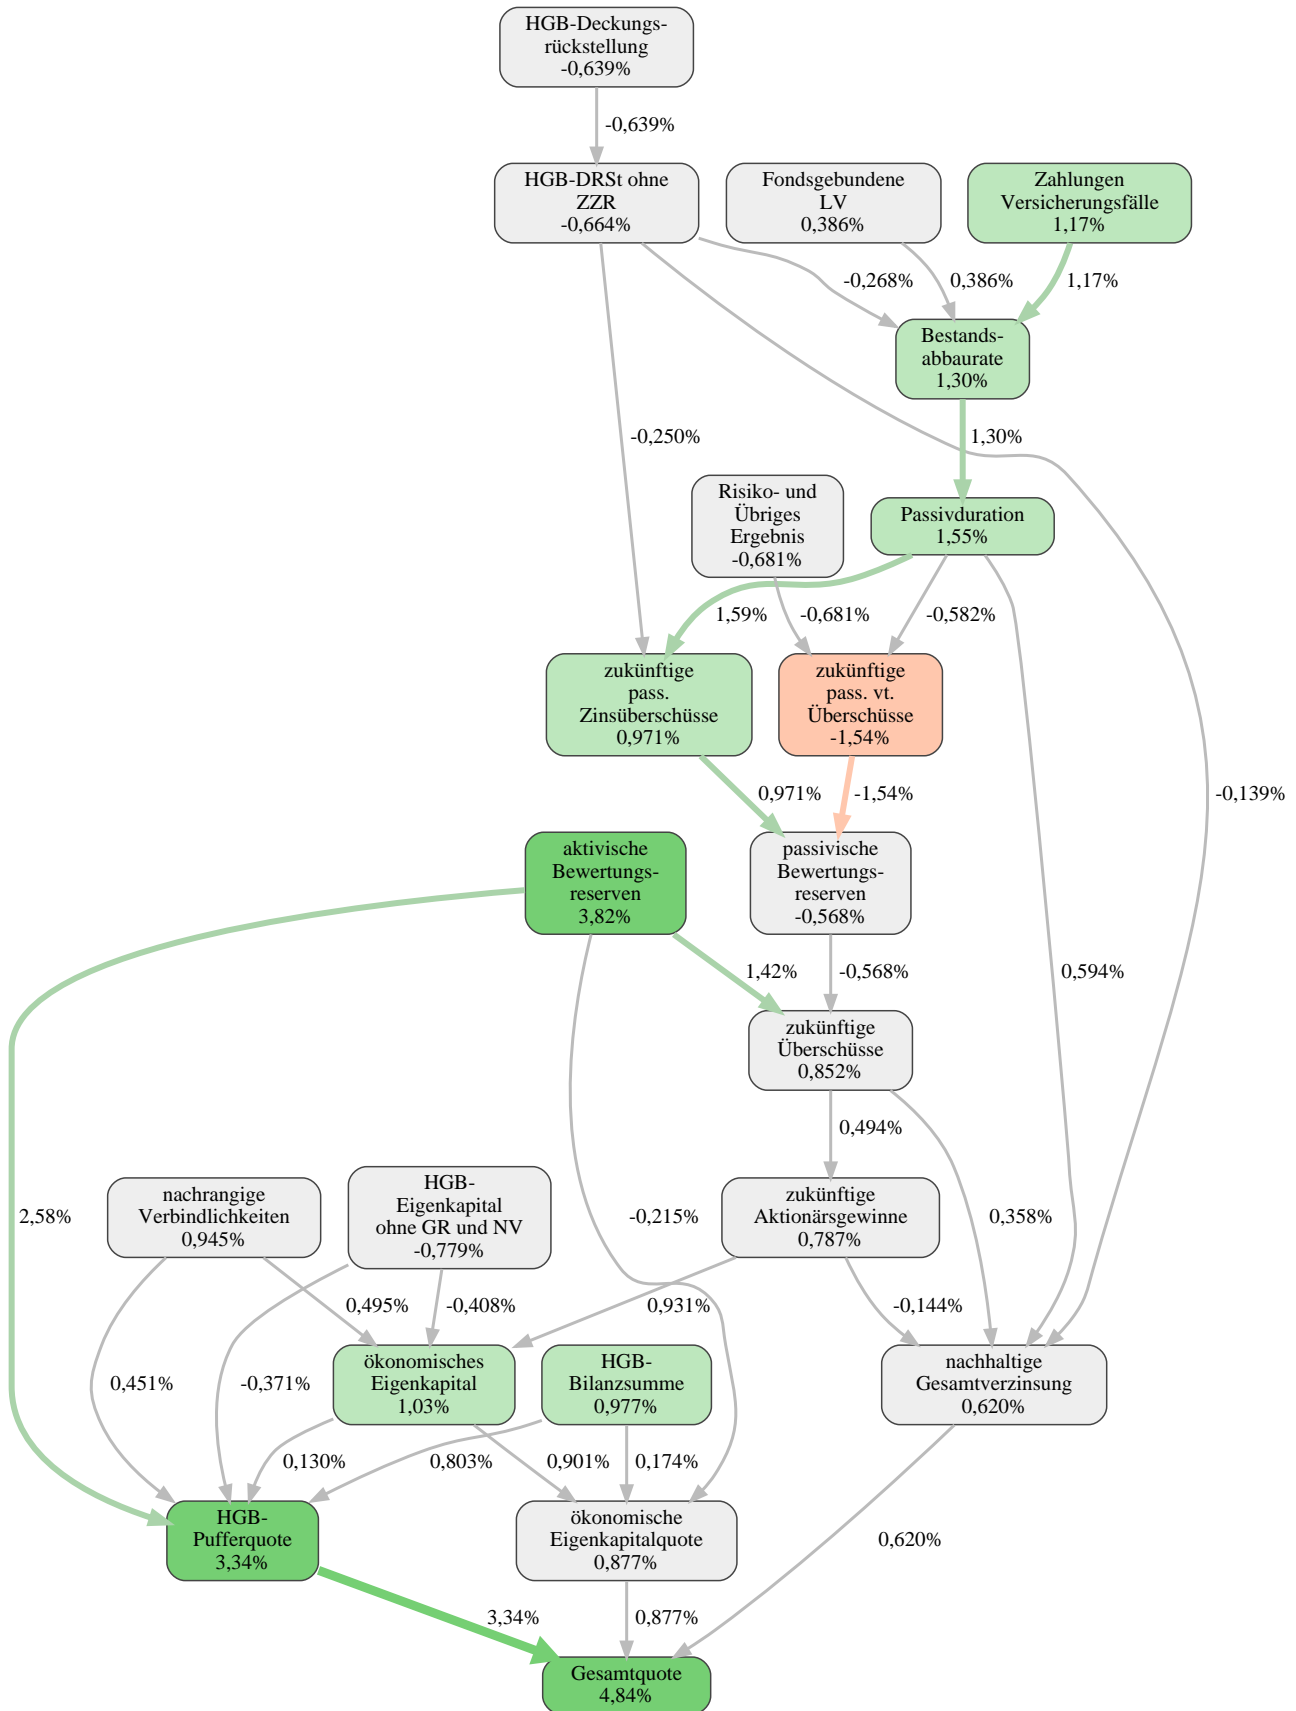 HGB-Deckungs-
rückstellung
-0,639%
-0,639%
HGB-DRSt ohne
ZZR
-0,664%
Fondsgebundene
LV
0,386%
Zahlungen
Versicherungsfälle
1,17%
-0,268%
0,386%
1,17%
Bestands-
abbaurate
1,30%
-0,250%
1,30%
Risiko- und
Übriges
Ergebnis
-0,681%
Passivduration
1,55%
1,59%
-0,681%
-0,582%
zukünftige
pass.
Zinsüberschüsse
0,971%
zukünftige
pass. vt.
Überschüsse
-1,54%
0,971%
-1,54%
-0,139%
aktivische
Bewertungs-
reserven
3,82%
passivische
Bewertungs-
reserven
-0,568%
1,42%
-0,568%
0,594%
zukünftige
Überschüsse
0,852%
0,494%
nachrangige
Verbindlichkeiten
0,945%
HGB-
Eigenkapital
ohne GR und NV
-0,779%
zukünftige
Aktionärsgewinne
0,787%
2,58%
-0,215%
0,358%
0,495%
-0,408%
0,931%
-0,144%
ökonomisches
Eigenkapital
1,03%
HGB-
Bilanzsumme
0,977%
nachhaltige
Gesamtverzinsung
0,620%
0,451%
-0,371%
0,130%
0,803%
0,901%
0,174%
HGB-
Pufferquote
3,34%
ökonomische
Eigenkapitalquote
0,877%
0,620%
3,34%
0,877%
Gesamtquote
4,84%